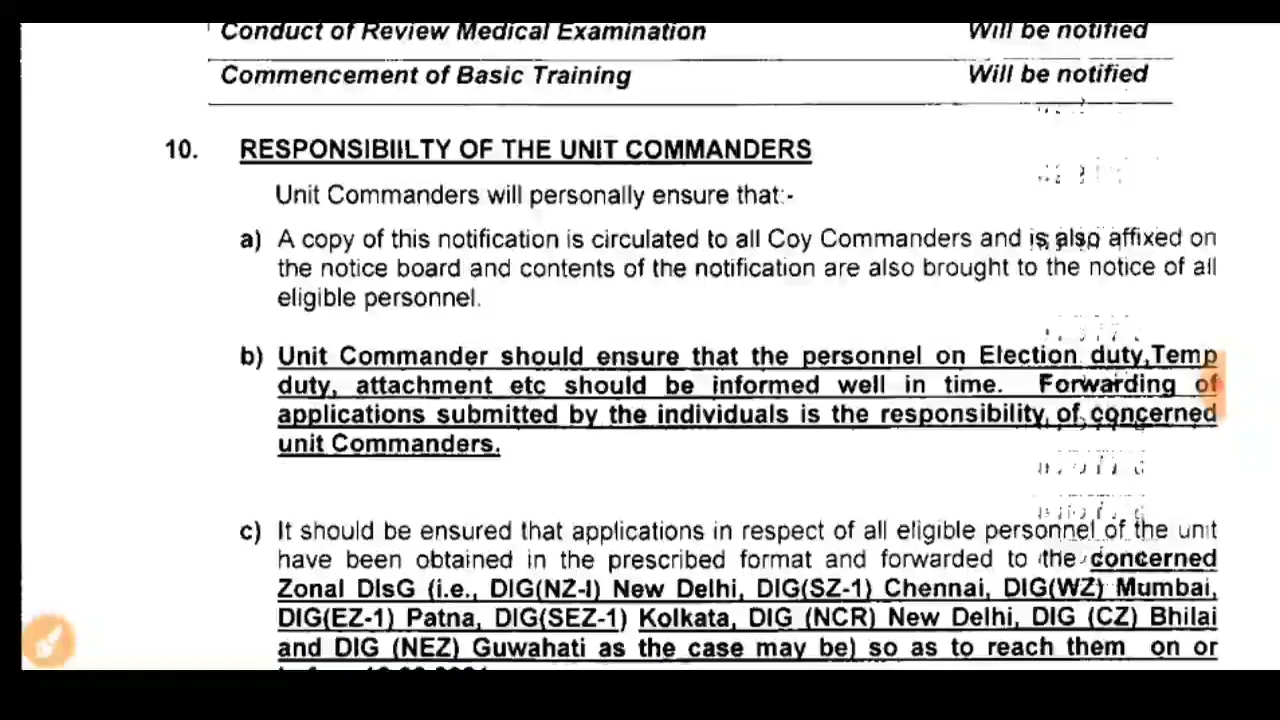 Conduct of Review Medical Examination Will be notified
Commencement of Basic Training Will be notified
10. RESPONSIBIILTY OF THE UNIT COMMANDERS
Unit Commanders will personally ensure that:-
a) A copy of this notification is circulated to all Coy Commanders and is also affixed on
the notice board and contents of the notification are also brought to the notice of all
eligible personnel.
b) Unit Commander should ensure that the personnel on Election duty,Temp
duty, attachment etc should be informed well in time. Forwarding of
applications submitted by the individuals is the responsibility of concerned
unit Commanders.
c) It should be ensured that applications in respect of all eligible personnel of the unit
have been obtained in the prescribed format and forwarded to the concerned
Zonal DIsG (i.e., DIG(NZ-I) New Delhi, DIG(SZ-1) Chennai, DIG(WZ) Mumbai,
DIG(EZ-1) Patna, DIG(SEZ-1) Kolkata, DIG (NCR) New Delhi, DIG (CZ) Bhilai
and DIG (NEZ) Guwahati as the case may be) so as to reach them on or